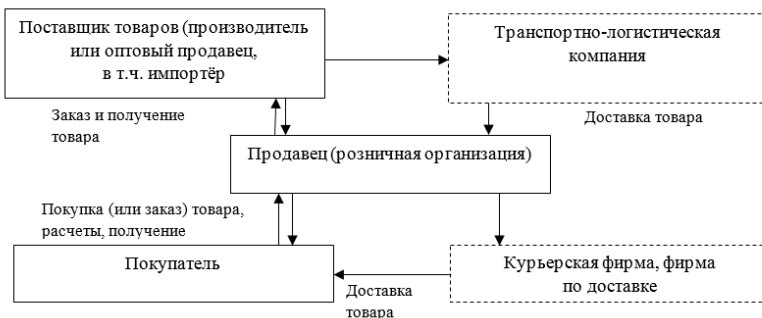 Поставщик товаров (производитель
или оптовый продавец,
в т.ч. импортёр
Транспортно-логистическая
компания
Заказ и получение
товара
Доставка товара
Продавец (розничная организация)
Покупка (или заказ) товара,
расчеты, получение
Покупатель
Курьерская фирма, фирма
по доставке
Доставка
товара